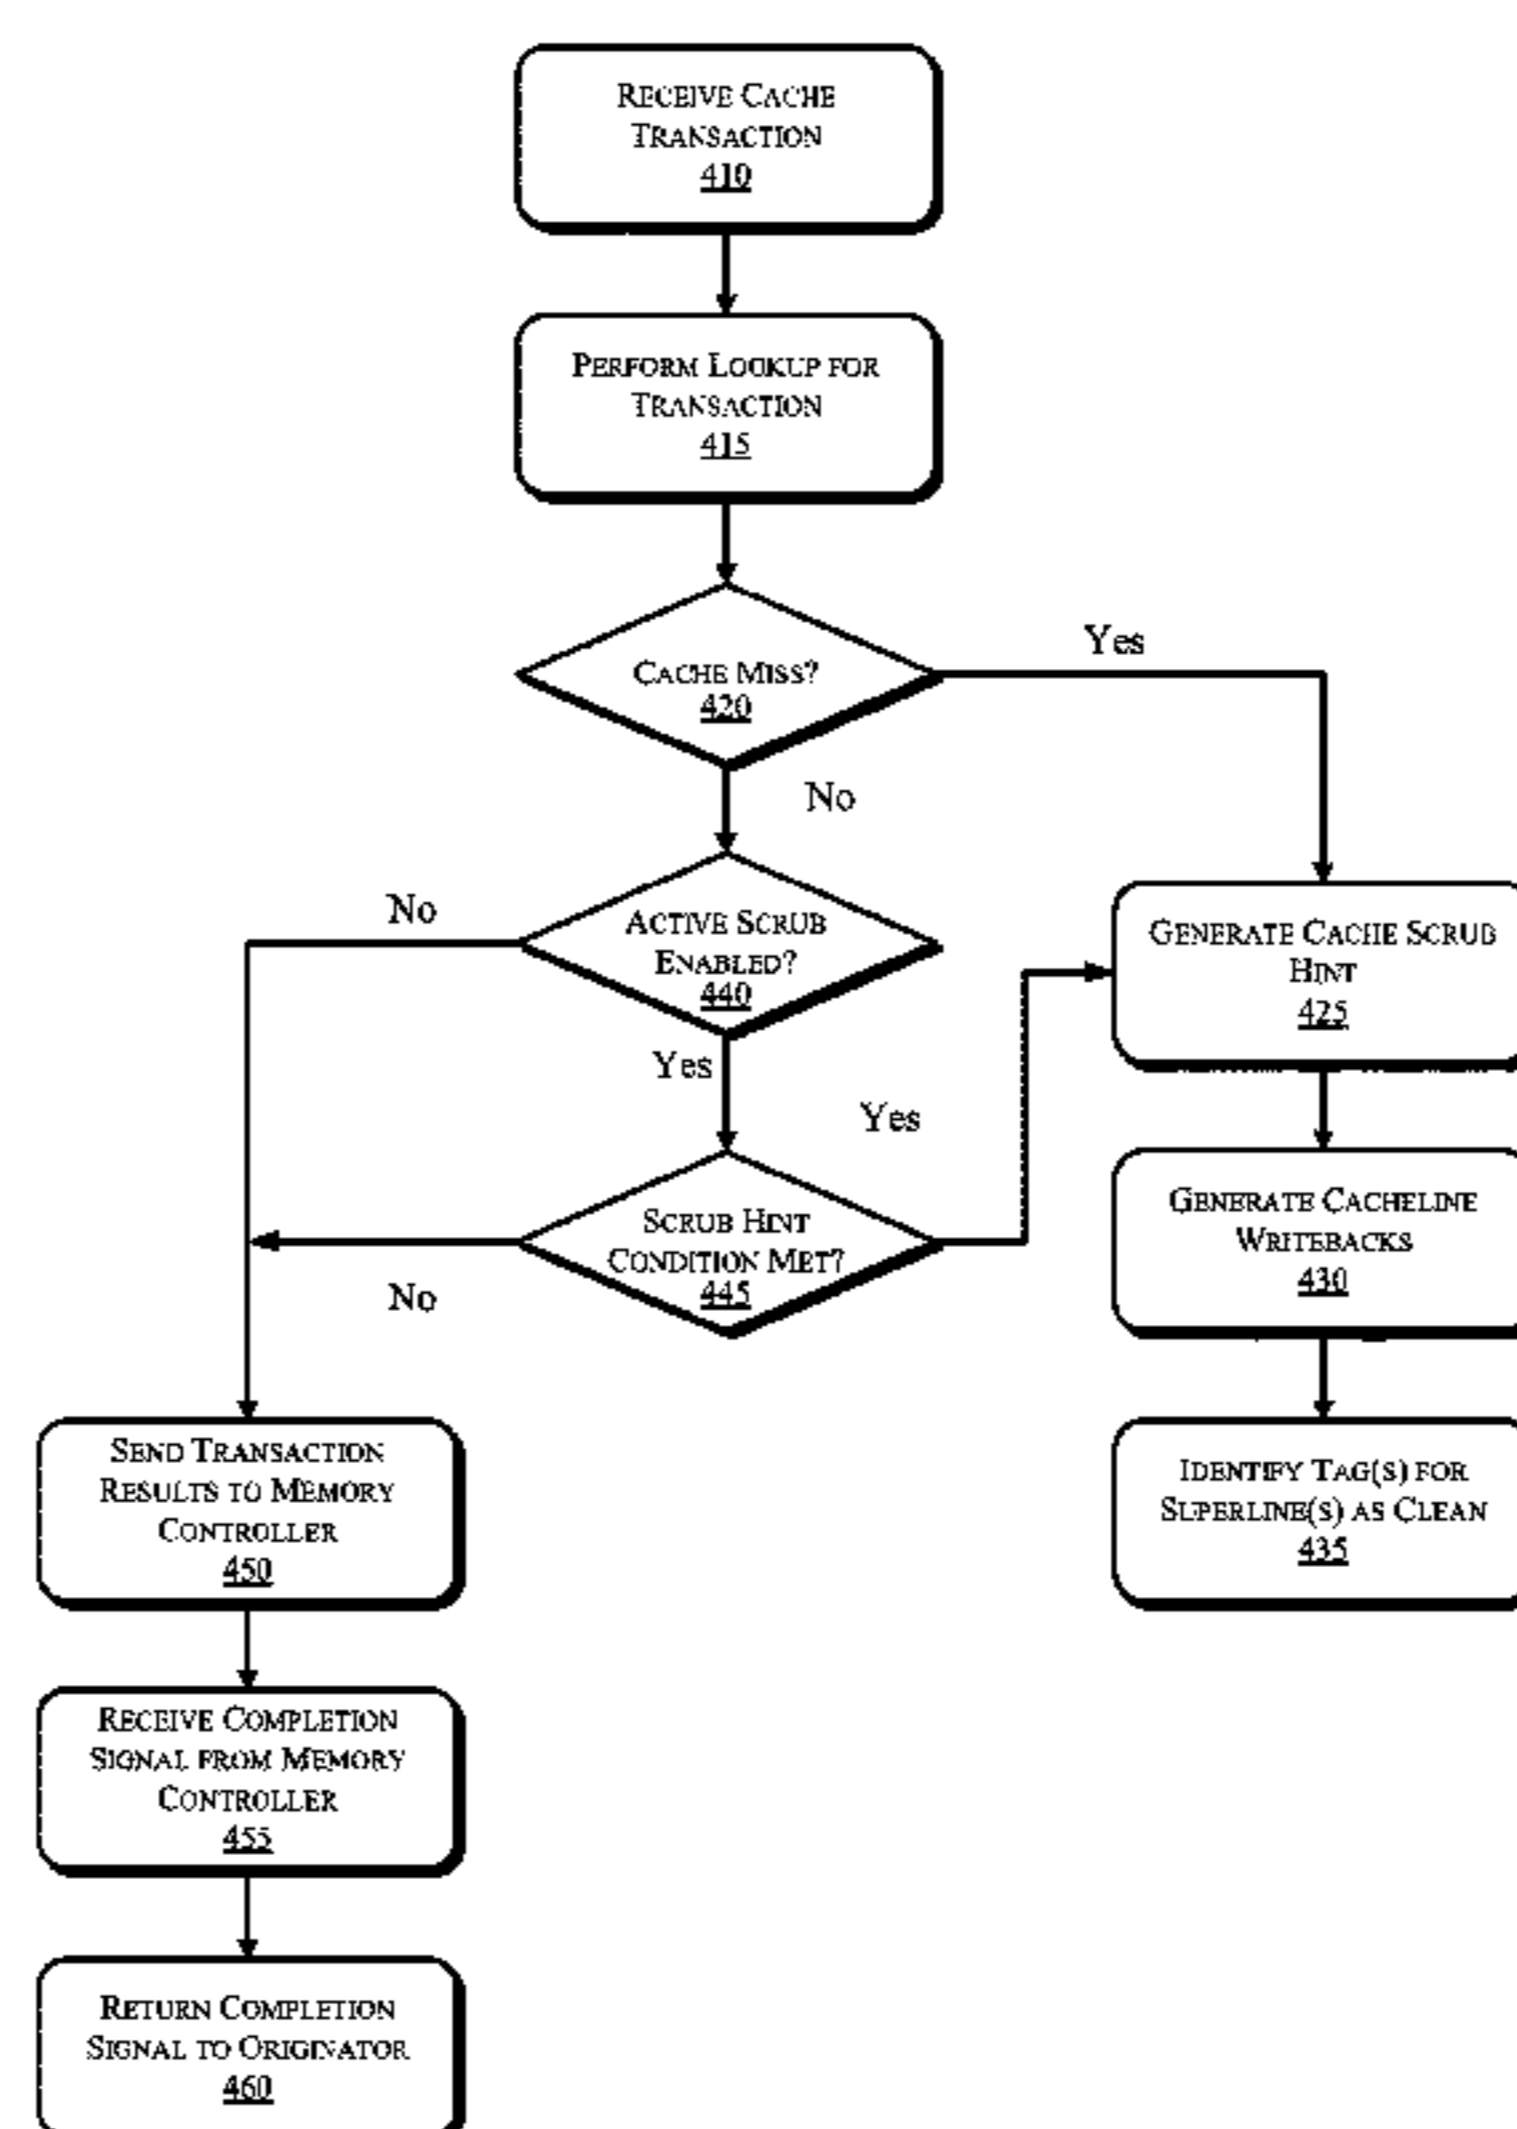 RECEIVE CACHE
TRANSACTION
410
PERFORM LOOKUP FOR
TRANSACTION
415
CACHE MISS?
420
Yes
No
ACTIVE SCRUB
ENABLED?
440
No
Yes
GENERATE CACHE SCRUB
HINT
425
SCRUB HINT
CONDITION MET?
445
Yes
No
GENERATE CACHELINE
WRITEBACKS
430
IDENTIFY TAG(S) FOR
SUPERLINE(S) AS CLEAN
435
SEND TRANSACTION
RESULTS TO MEMORY
CONTROLLER
450
RECEIVE COMPLETION
SIGNAL FROM MEMORY
CONTROLLER
455
RETURN COMPLETION
SIGNAL TO ORIGINATOR
460